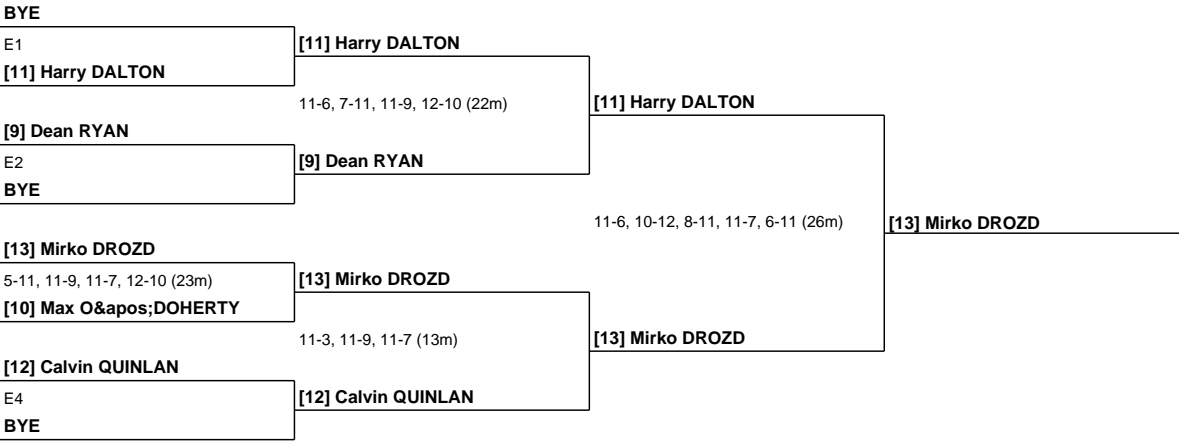 BYE
E1
[11] Harry DALTON
[11] Harry DALTON
11-6, 7-11, 11-9, 12-10 (22m)
[11] Harry DALTON
[9] Dean RYAN
E2
[9] Dean RYAN
BYE
11-6, 10-12, 8-11, 11-7, 6-11 (26m)
[13] Mirko DROZD
[13] Mirko DROZD
5-11, 11-9, 11-7, 12-10 (23m)
[13] Mirko DROZD
[10] Max O&apos;DOHERTY
11-3, 11-9, 11-7 (13m)
[13] Mirko DROZD
[12] Calvin QUINLAN
E4
[12] Calvin QUINLAN
BYE